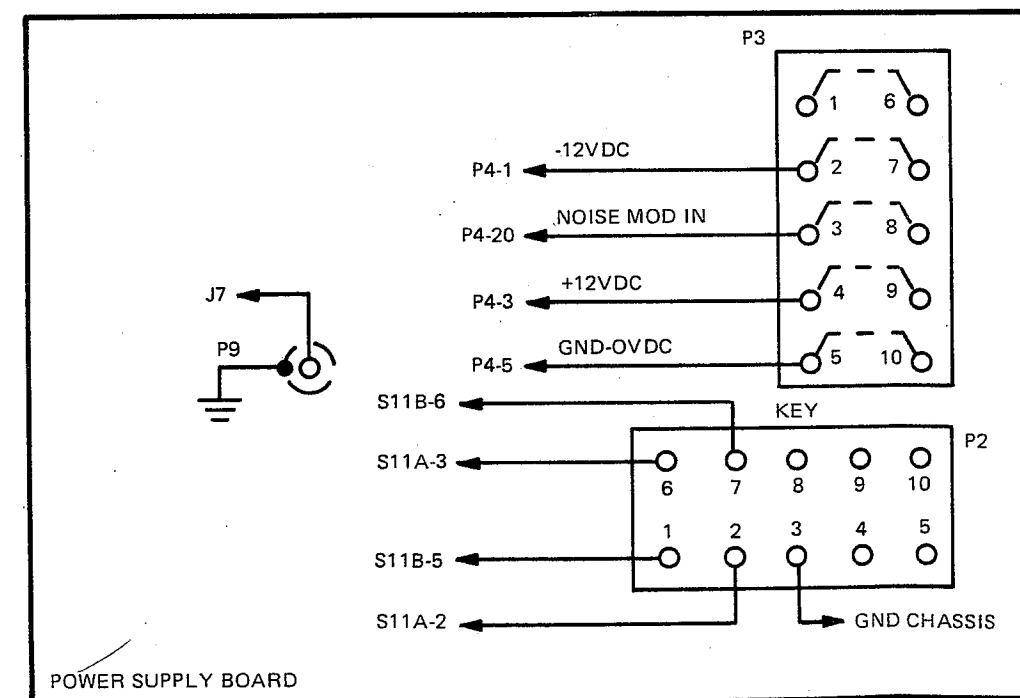 P3
1 6
-12VDC
P4-1 2 7
NOISE MOD IN
P4-20 3 8
+12VDC
P4-3 4 9
GND-OVDC
P4-5 5 10
J7
P9
S11B-6
KEY
P2
S11A-3
6 7 8 9 10
1 2 3 4 5
S11B-5
S11A-2
GND CHASSIS
POWER SUPPLY BOARD